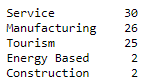 Service 30
Manufacturing 26
Tourism 25
Energy Based 2
Construction 2